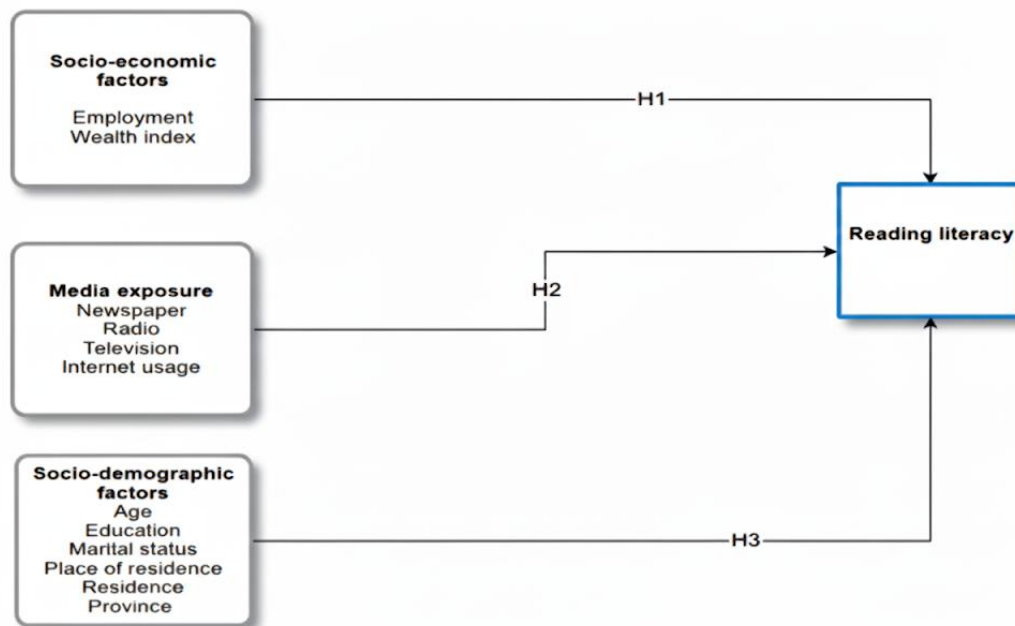 Socio-economic
factors
Employment
Wealth index
H1
Reading literacy
Media exposure
Newspaper
Radio
Television
Internet usage
H2
Socio-demographic
factors
Age
Education
Marital status
Place of residence
Residence
Province
H3